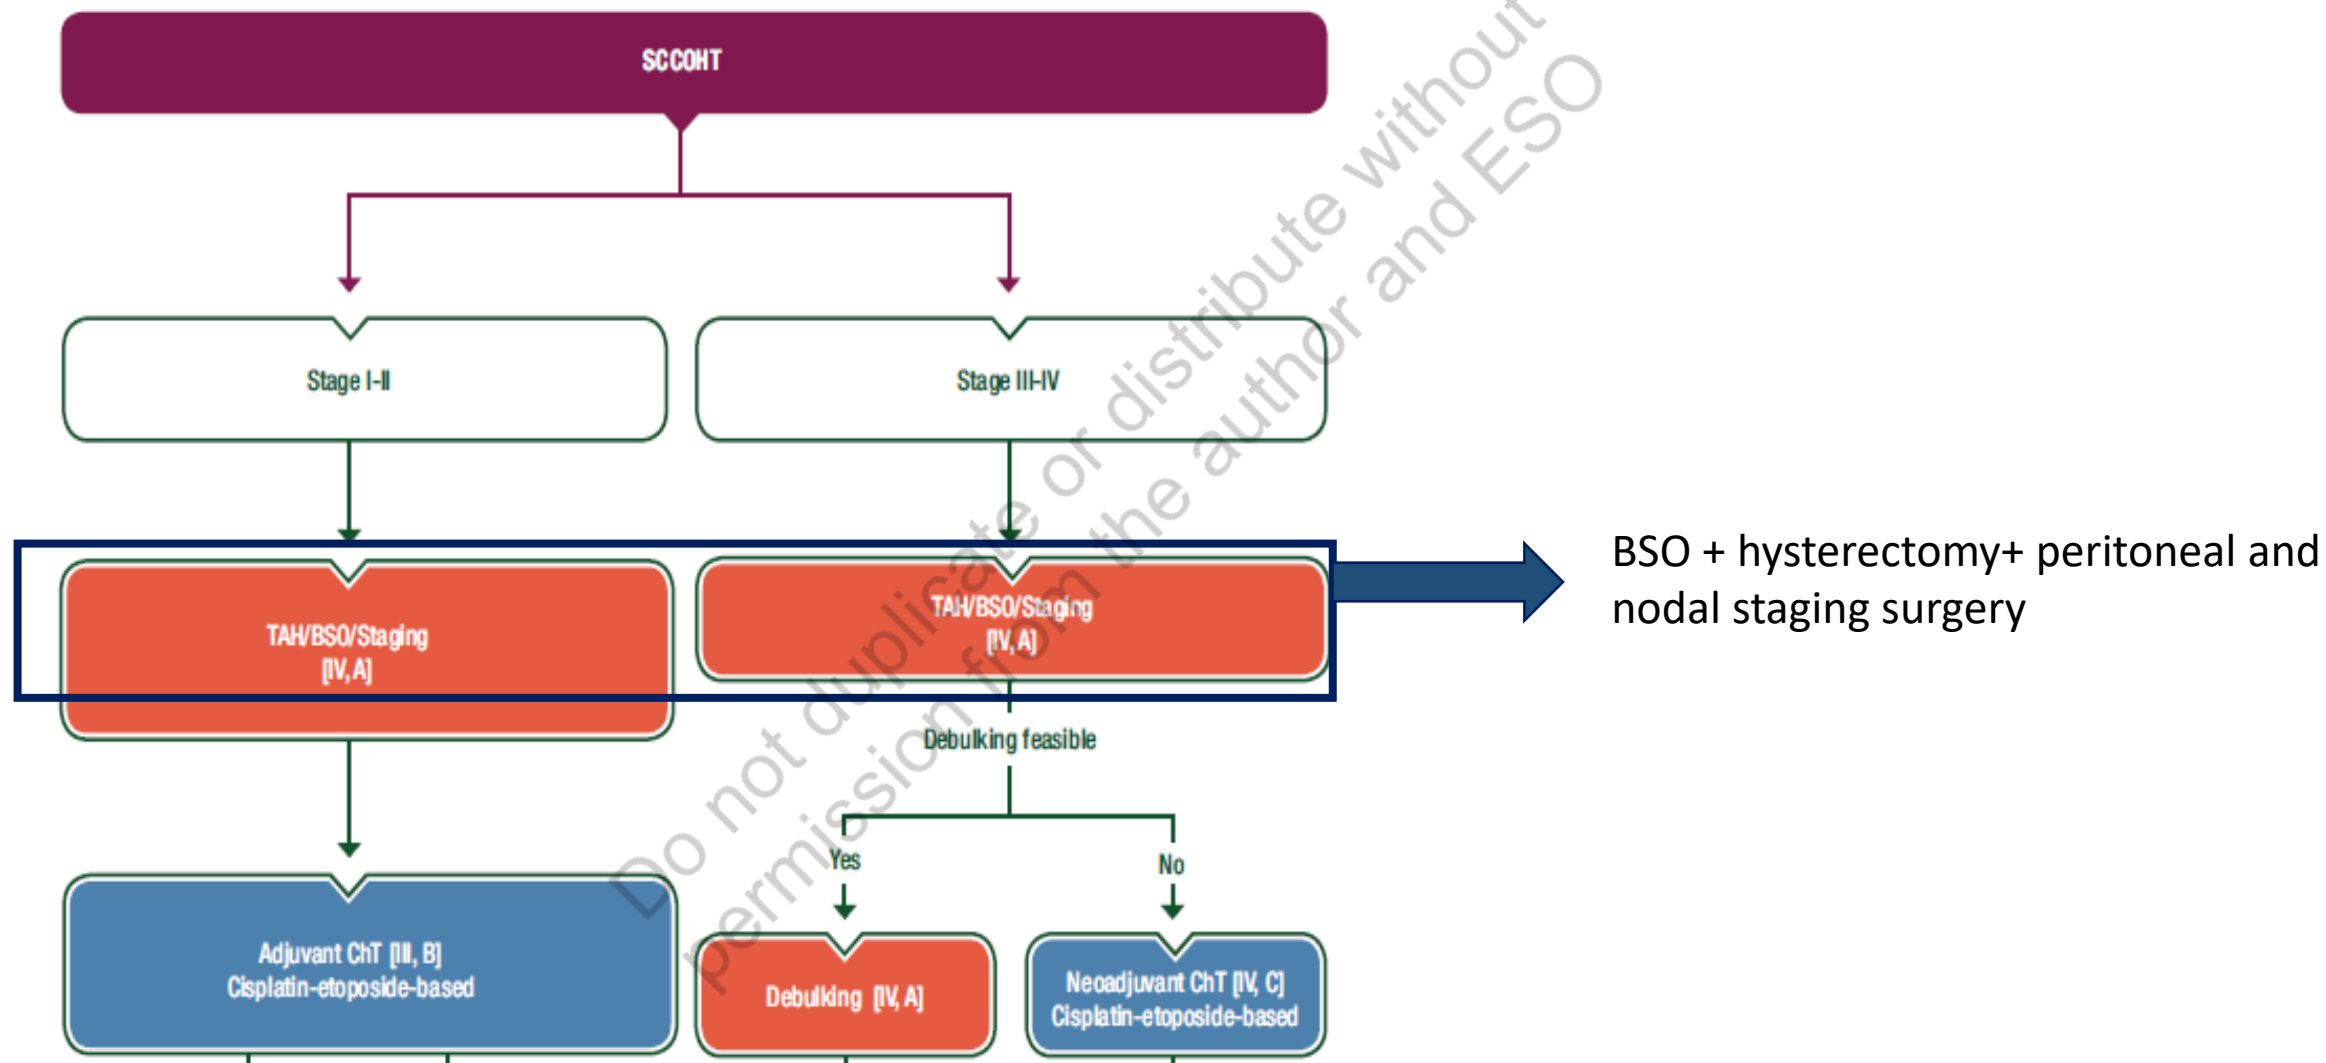 SCCOHT
Stage I-II
Stage III-IV
TAH/BSO/Staging
[IV, A]
TAH/BSO/Staging
[IV, A]
BSO + hysterectomy+ peritoneal and
nodal staging surgery
Debulking feasible
Yes
No
Adjuvant ChT [III, B]
Cisplatin-etoposide-based
Debulking [IV, A]
Neoadjuvant ChT [IV, C]
Cisplatin-etoposide-based
Do not duplicate or distribute without
permission from the author and ESO